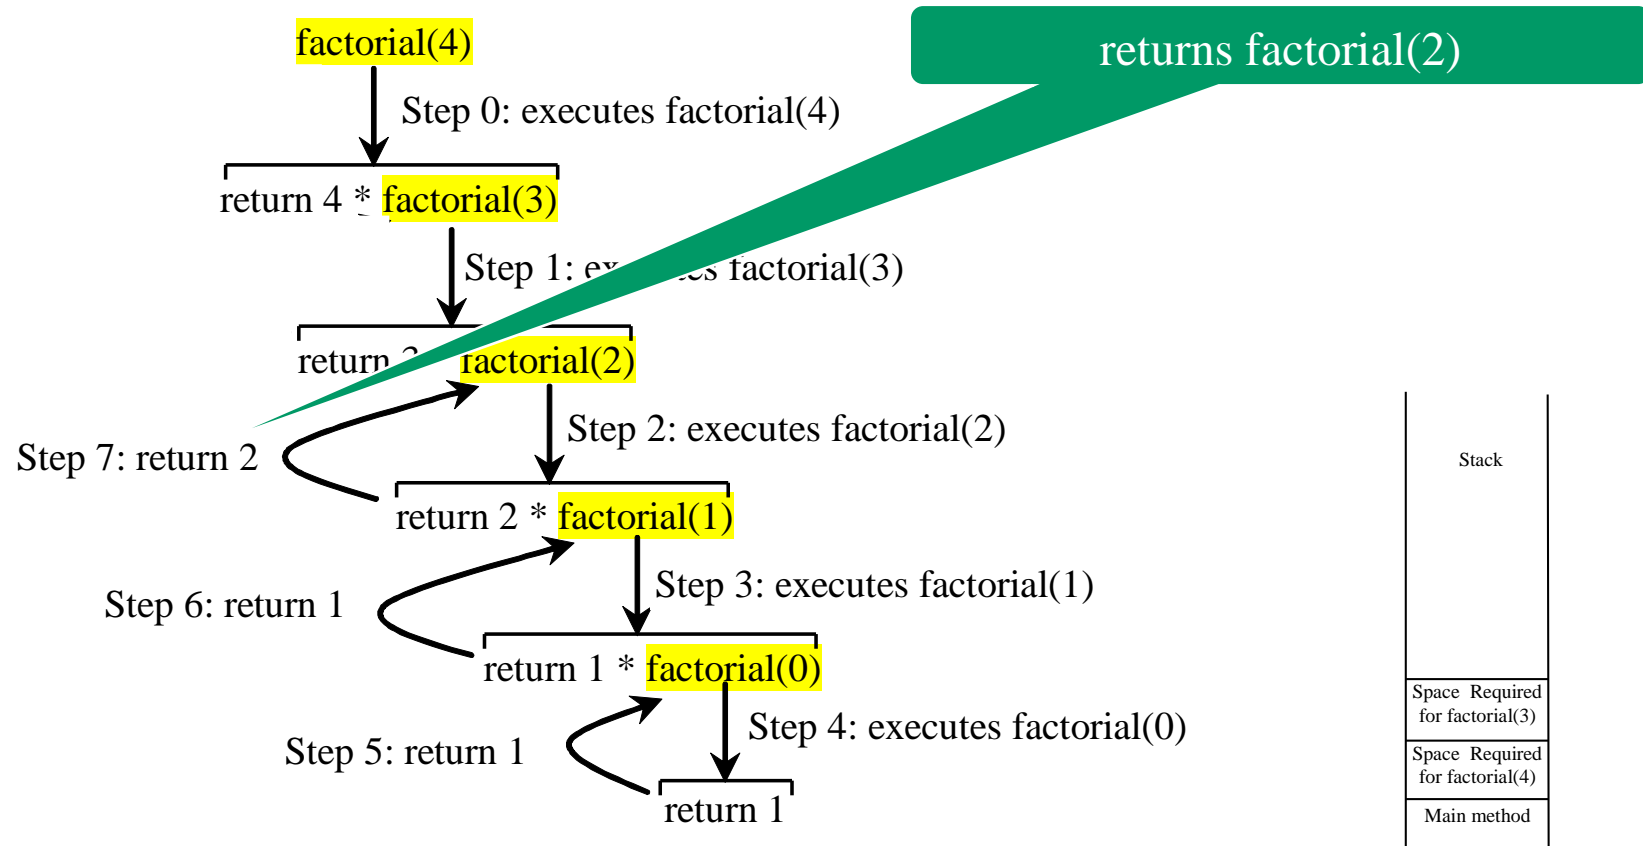 factorial(4)
returns factorial(2)
Step 0: executes factorial(4)
return 4 * factorial(3)
Step 1: factorial(3)
return factorial(2)
Step 2: executes factorial(2)
Step 7: return 2
Stack
return 2 * factorial(1)
Step 3: executes factorial(1)
Step 6: return 1
return 1 * factorial(0)
Space Required
for factorial(3)
Step 4: executes factorial(0)
Step 5: return 1
Space Required
for factorial(4)
return 1
Main method